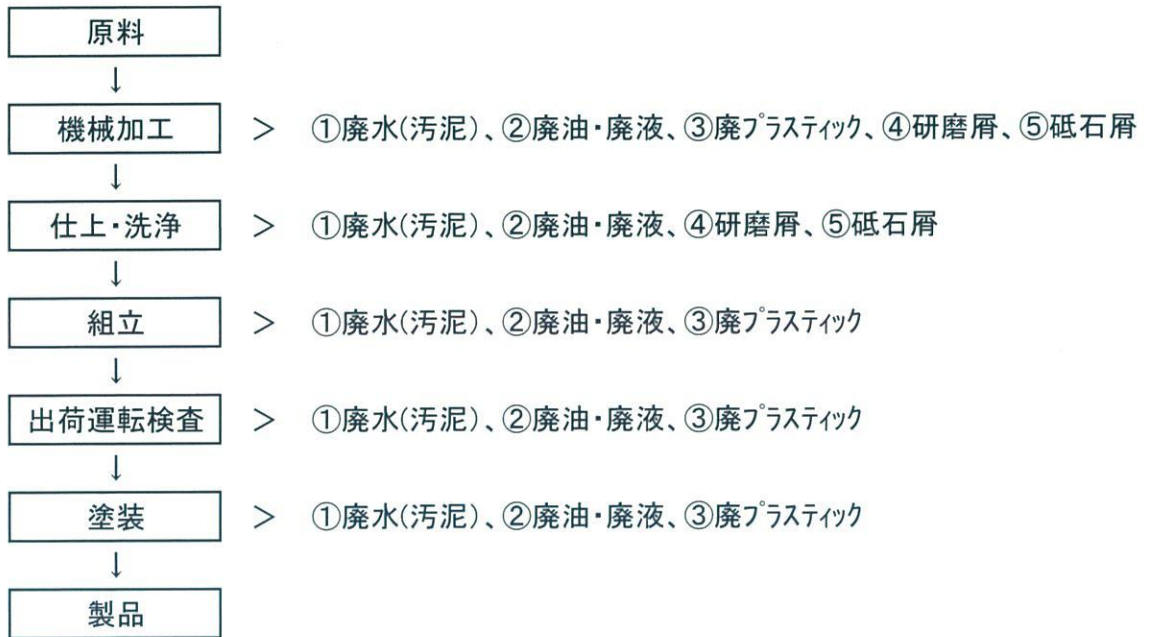 原料
↓
機械加工 > ①廃水(汚泥)、②廃油・廃液、③廃プラスティック、④研磨屑、⑤砥石屑
↓
仕上・洗浄 > ①廃水(汚泥)、②廃油・廃液、④研磨屑、⑤砥石屑
↓
組立 > ①廃水(汚泥)、②廃油・廃液、③廃プラスティック
↓
出荷運転検査 > ①廃水(汚泥)、②廃油・廃液、③廃プラスティック
↓
塗装 > ①廃水(汚泥)、②廃油・廃液、③廃プラスティック
↓
製品